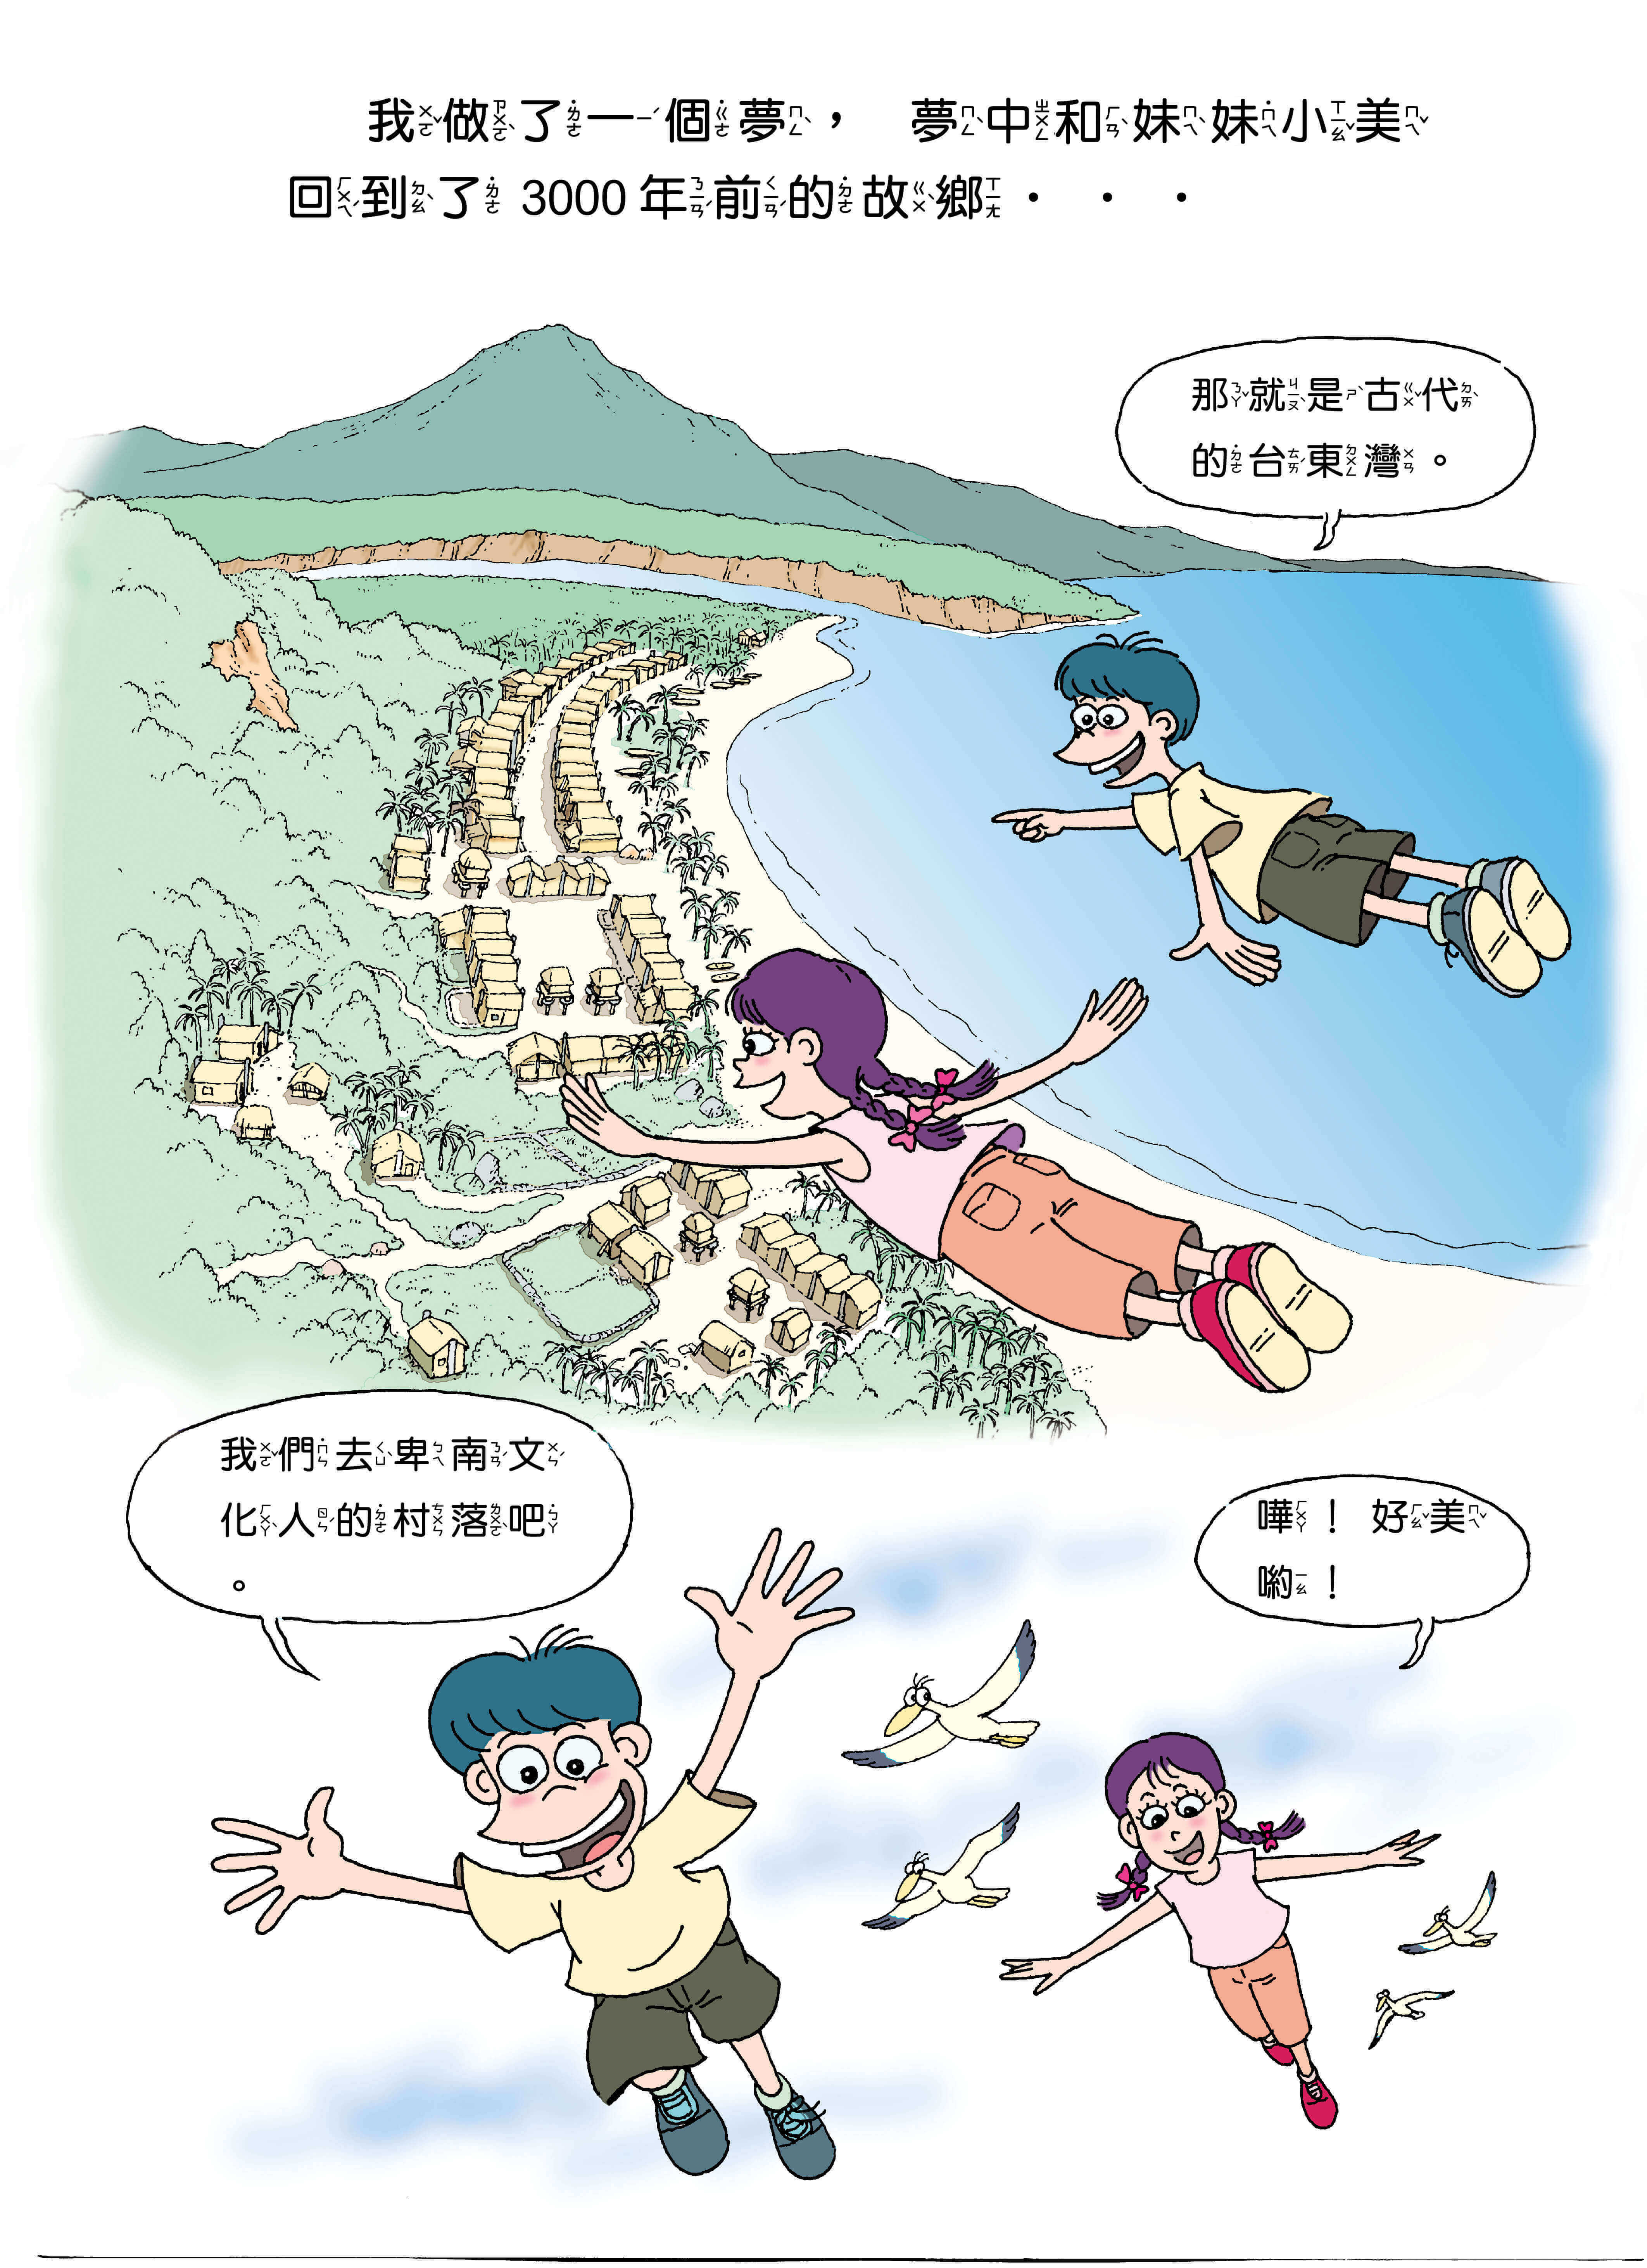 我做了一個夢， 夢中和妹妹小美
回到了 3000 年前的故鄉・・・
那就是古代
的台東灣。
我們去卑南文
化人的村落吧
。
嘩！ 好美
喲！